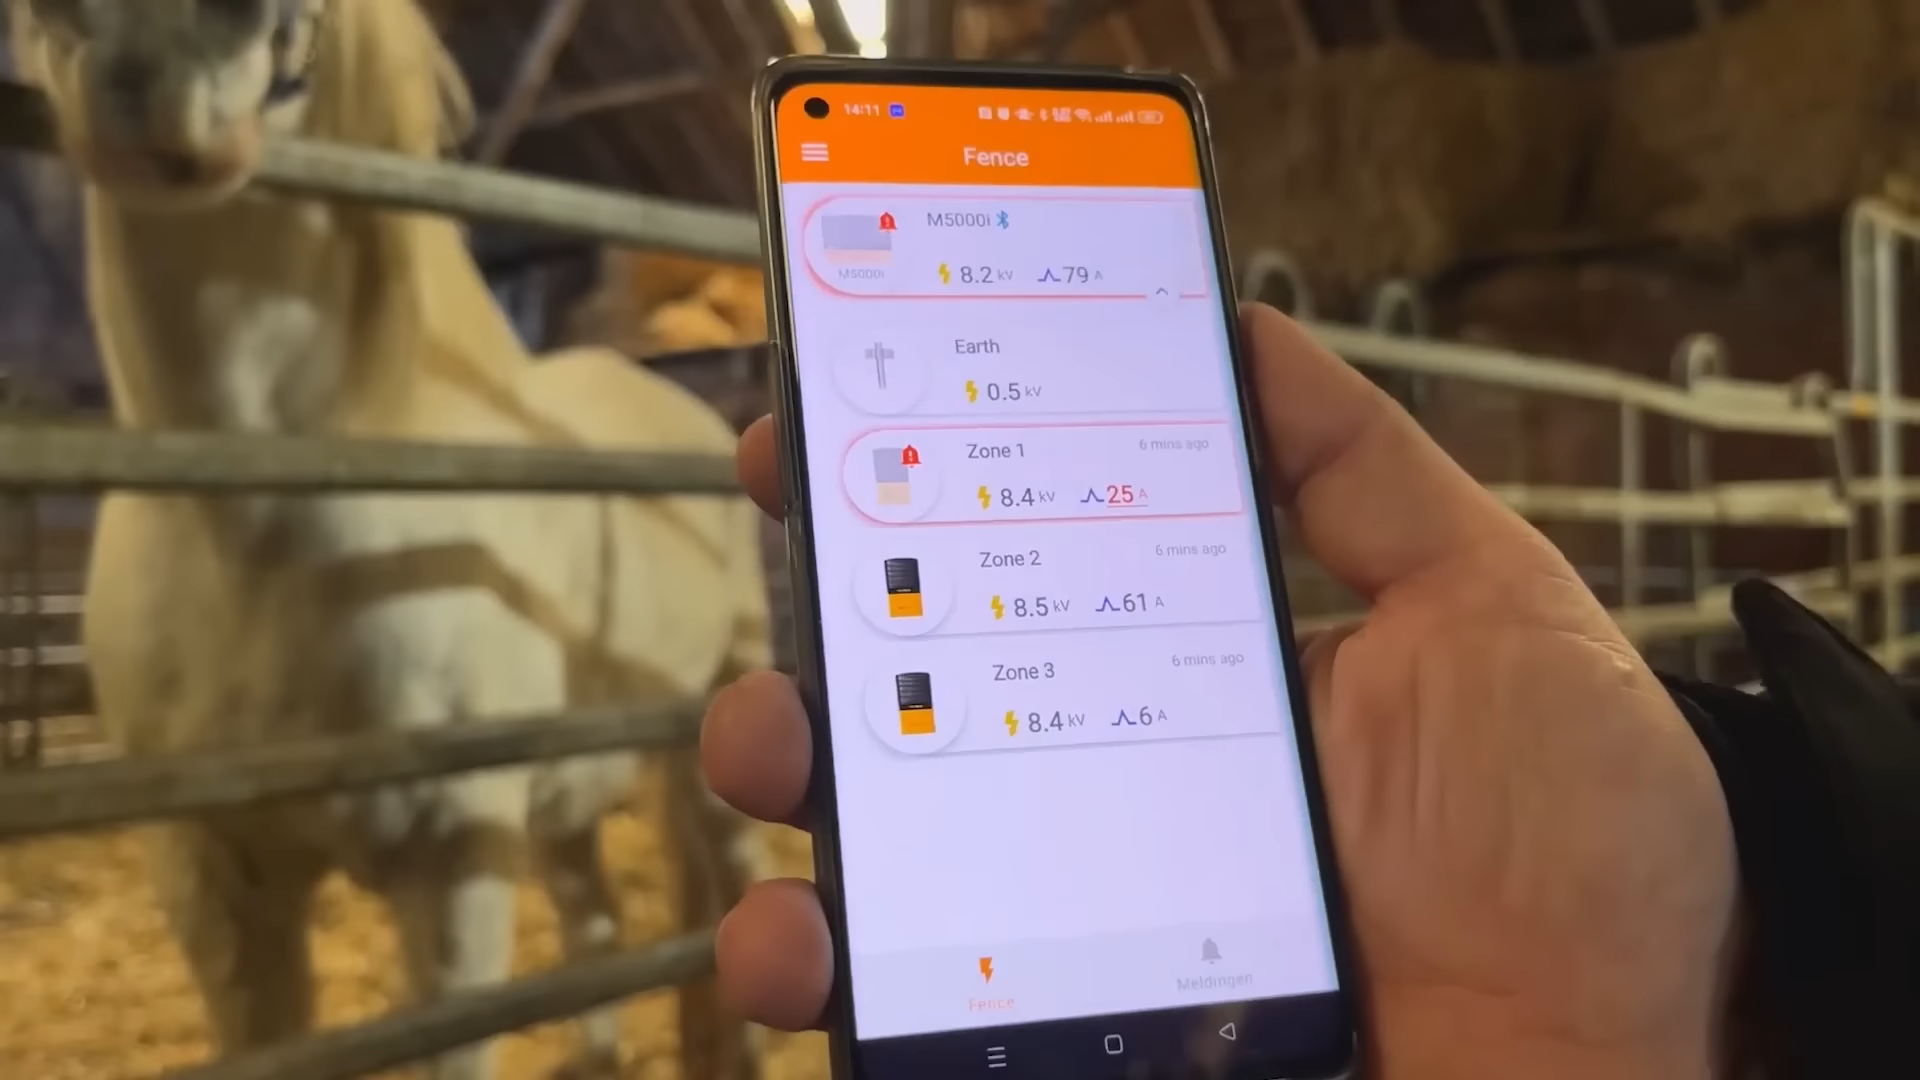 14:11
Fence
M5000i
M5000i
8.2 kV 79 A
Earth
0.5 kV
Zone 1 6 mins ago
8.4 kV 25 A
Zone 2 6 mins ago
8.5 kV 61 A
Zone 3 6 mins ago
8.4 kV 6 A
Fence
Meldingen